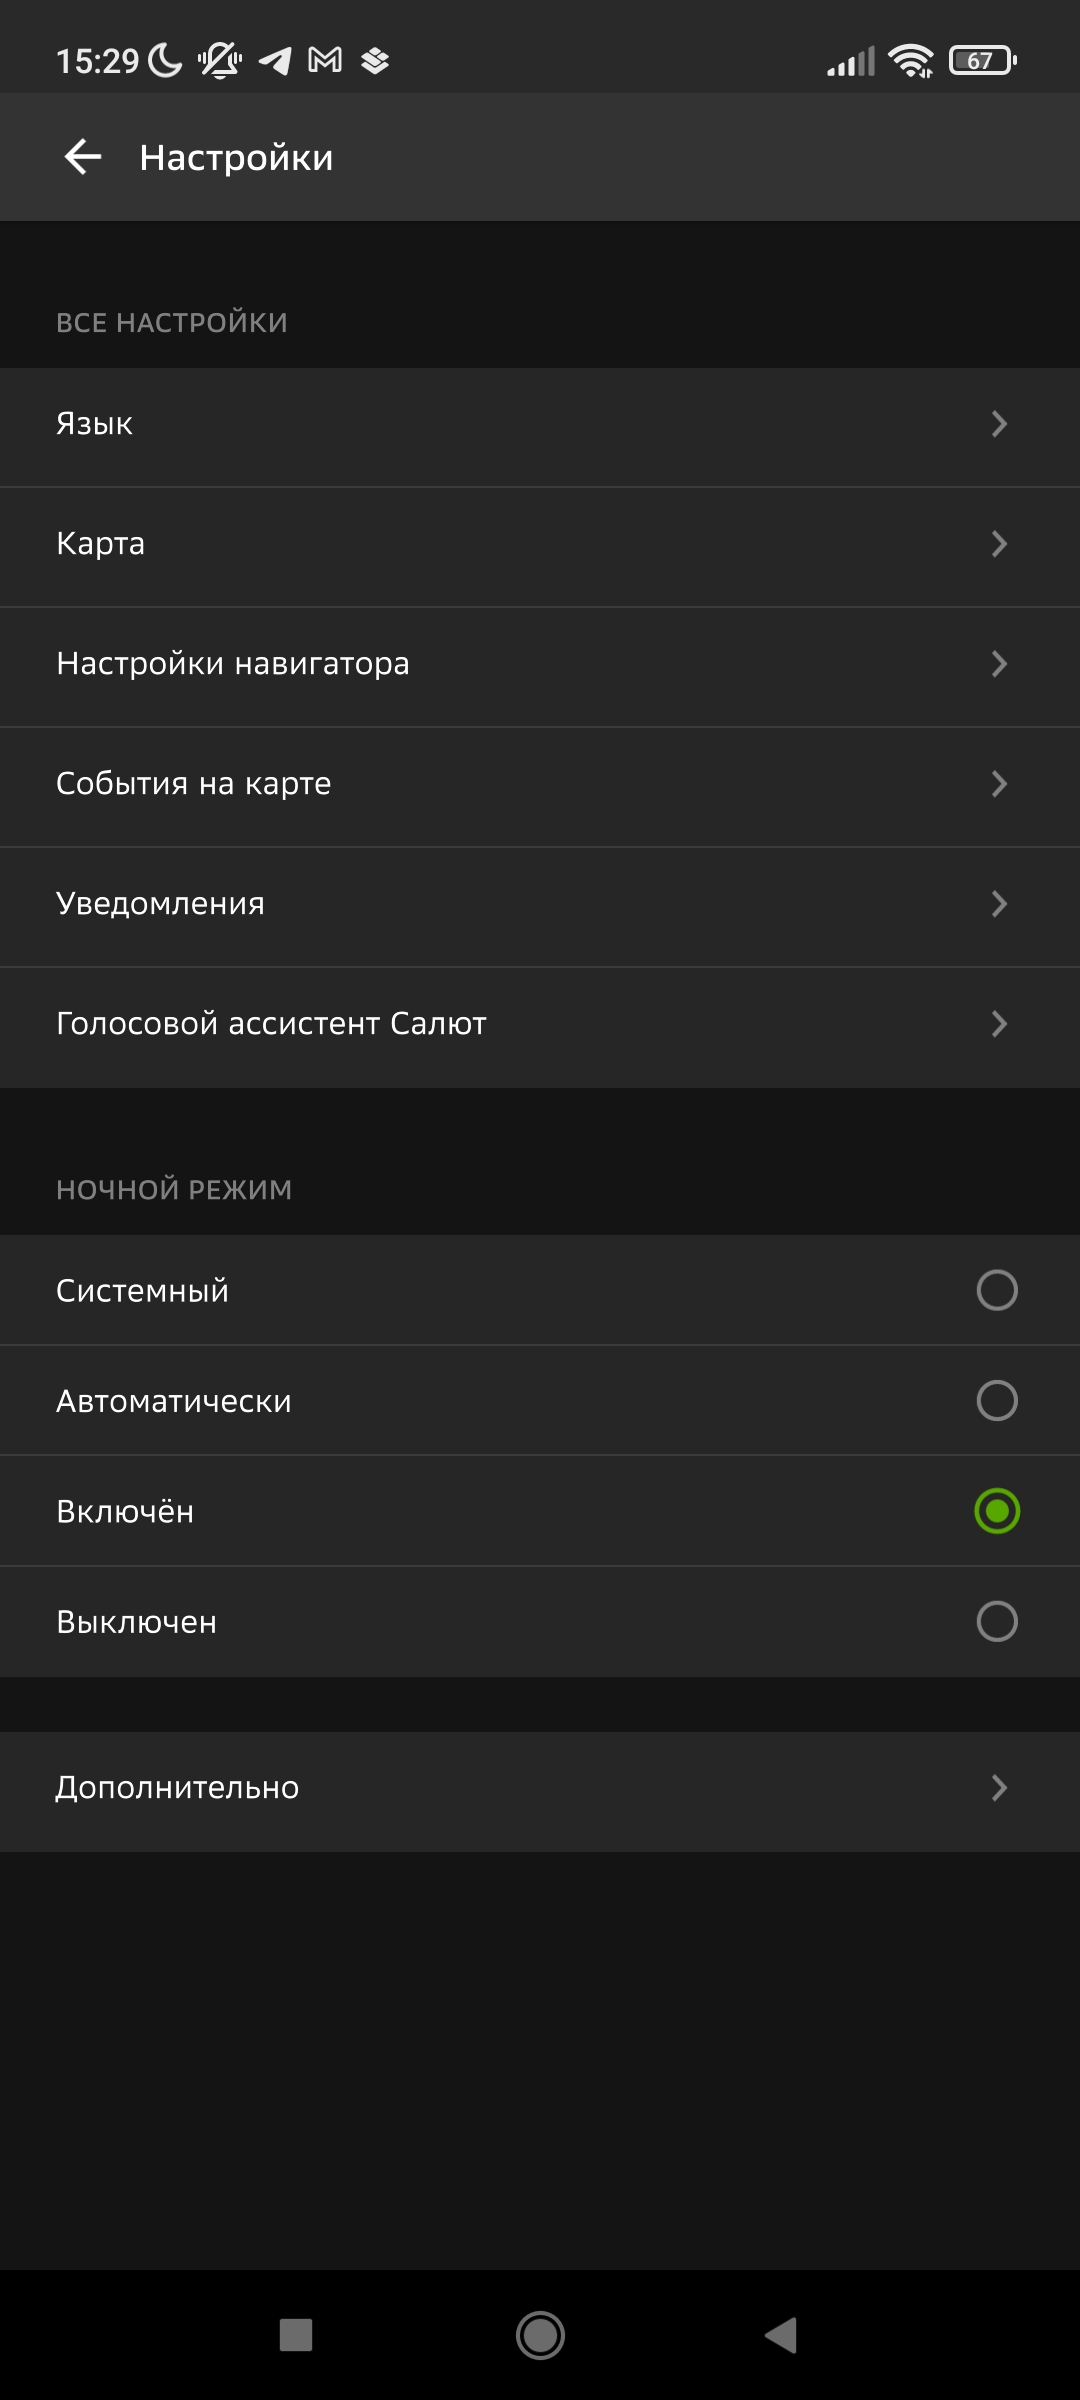 15:29
67
Настройки
ВСЕ НАСТРОЙКИ
Язык
Карта
Настройки навигатора
События на карте
Уведомления
Голосовой ассистент Салют
НОЧНОЙ РЕЖИМ
Системный
Автоматически
Включён
Выключен
Дополнительно